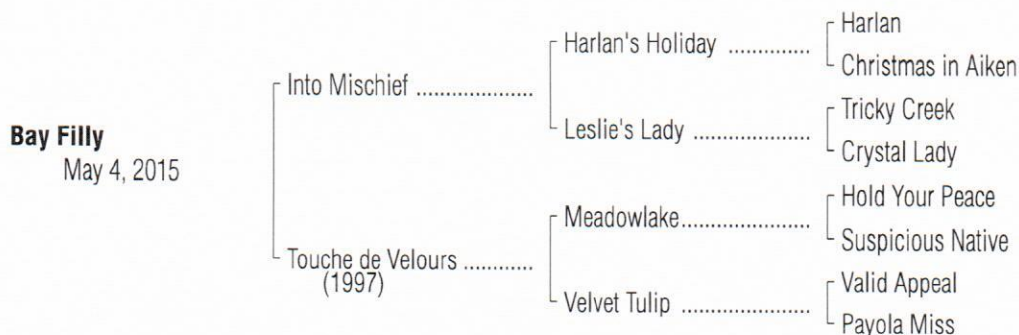 Bay Filly
May 4, 2015
Into Mischief ..................
Touche de Velours ............
(1997)
Harlan's Holiday ..............
Leslie's Lady ....................
Meadowlake......................
Velvet Tulip ......................
Harlan
Christmas in Aiken
Tricky Creek
Crystal Lady
Hold Your Peace
Suspicious Native
Valid Appeal
Payola Miss